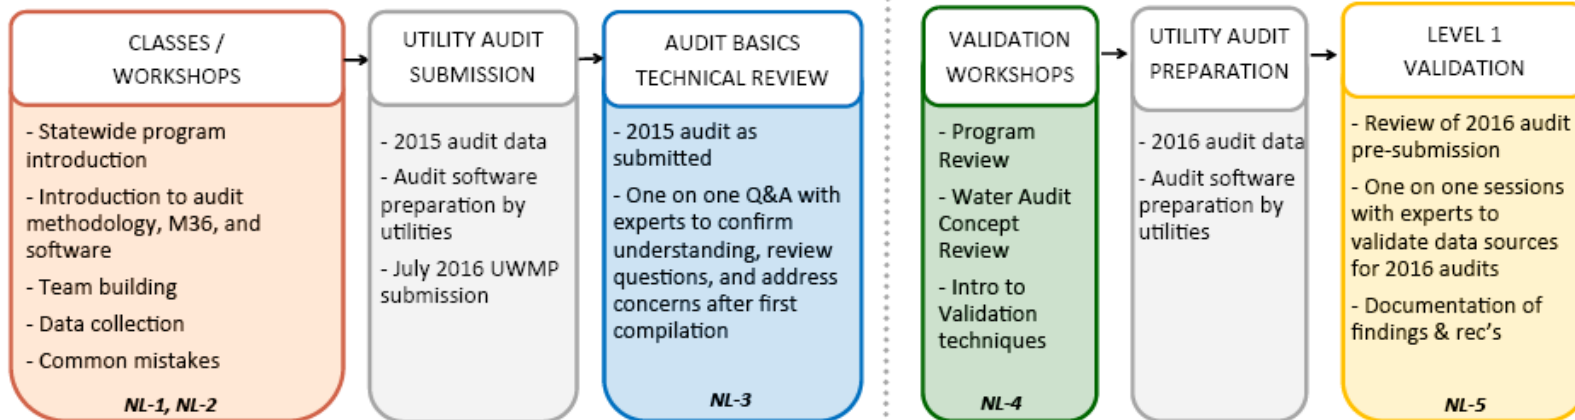 CLASSES /
WORKSHOPS
- Statewide program
introduction
- Introduction to audit
methodology, M36, and
software
- Team building
- Data collection
- Common mistakes
NL-1, NL-2
UTILITY AUDIT
SUBMISSION
- 2015 audit data
- Audit software
preparation by
utilities
- July 2016 UWMP
submission
AUDIT BASICS
TECHNICAL REVIEW
- 2015 audit as
submitted
- One on one Q&A with
experts to confirm
understanding, review
questions, and address
concerns after first
compilation
NL-3
VALIDATION
WORKSHOPS
- Program
Review
- Water Audit
Concept
Review
- Intro to
Validation
techniques
NL-4
UTILITY AUDIT
PREPARATION
- 2016 audit data
- Audit software
preparation by
utilities
LEVEL 1
VALIDATION
- Review of 2016 audit
pre-submission
- One on one sessions
with experts to
validate data sources
for 2016 audits
- Documentation of
findings & rec's
NL-5